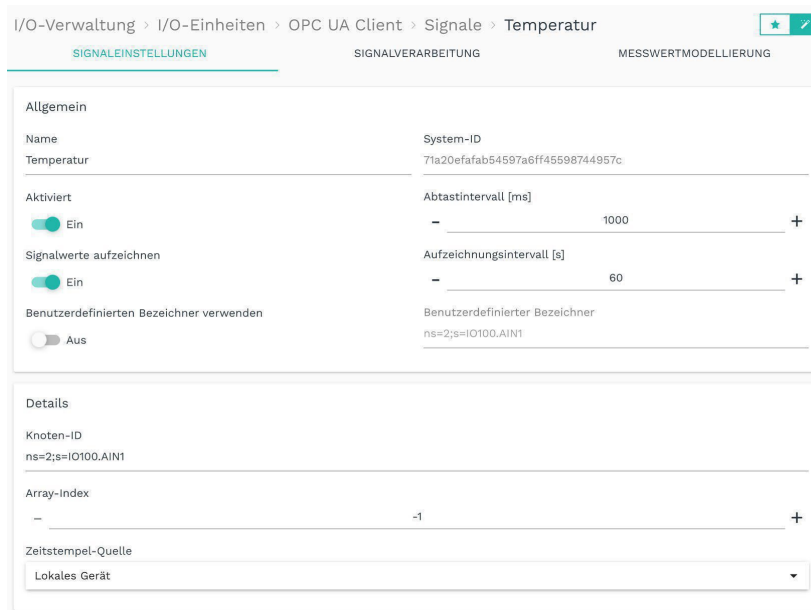 I/O-Verwaltung > I/O-Einheiten > OPC UA Client > Signale > Temperatur
SIGNALEINSTELLUNGEN SIGNALVERARBEITUNG MESSWERTMODELLIERUNG
Allgemein
Name System-ID
Temperatur 71a20efafab54597a6ff45598744957c
Aktiviert Abtastintervall [ms]
Ein - 1000 +
Signalwerte aufzeichnen Aufzeichnungsintervall [s]
Ein - 60 +
Benutzerdefinierten Bezeichner verwenden Benutzerdefinierter Bezeichner
Aus ns=2;s=IO100.AIN1
Details
Knoten-ID
ns=2;s=IO100.AIN1
Array-Index
- -1 +
Zeitstempel-Quelle
Lokales Gerät